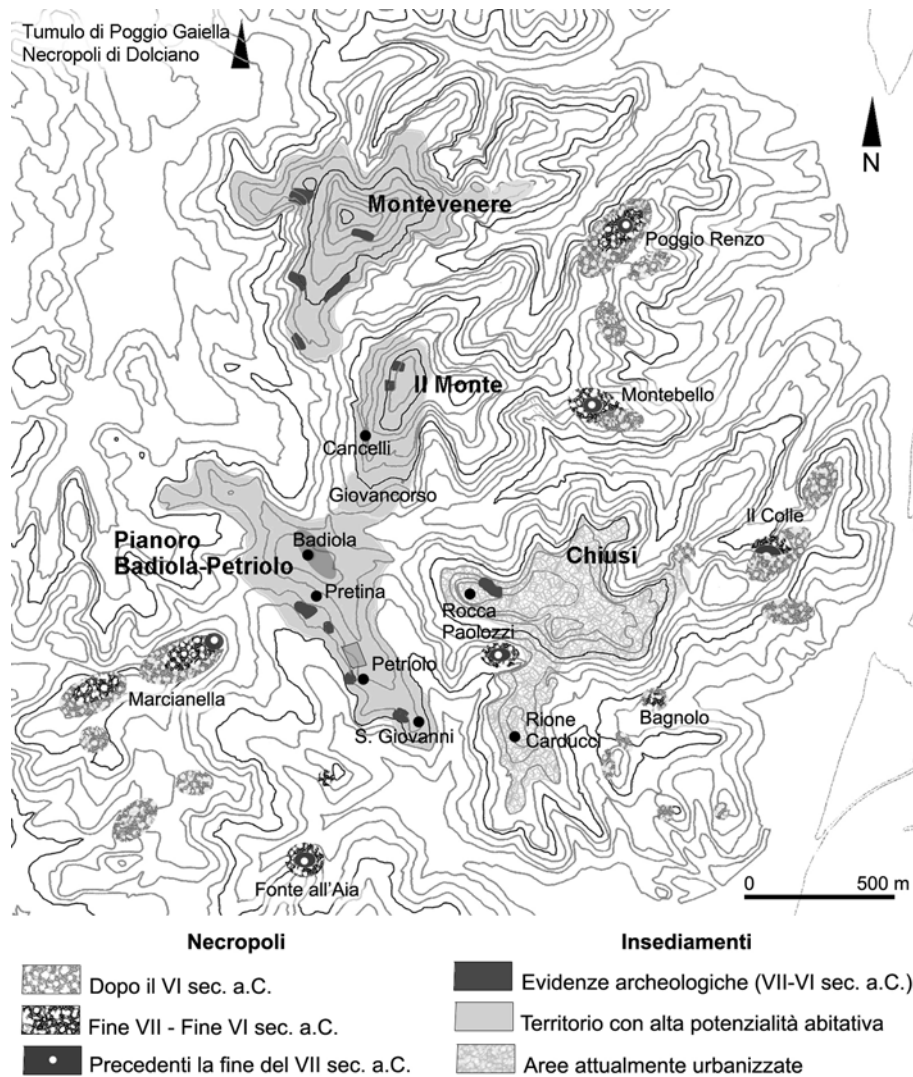 Tumulo di Poggio Gaiella
Necropoli di Dolciano
N
Montevenere
Poggio Renzo
Il Monte
Montebello
Cancelli
Giovancorso
Il Colle
Pianoro
Badiola-Petriolo
Badiola
Chiusi
Pretina
Rocca
Paolozzi
Petriolo
Marcianella
S. Giovanni
Rione
Carducci
Bagnolo
Fonte all'Aia
0 500 m
Necropoli
Dopo il VI sec. a.C.
Fine VII - Fine VI sec. a.C.
Precedenti la fine del VII sec. a.C.
Insediamenti
Evidenze archeologiche (VII-VI sec. a.C.)
Territorio con alta potenzialità abitativa
Aree attualmente urbanizzate